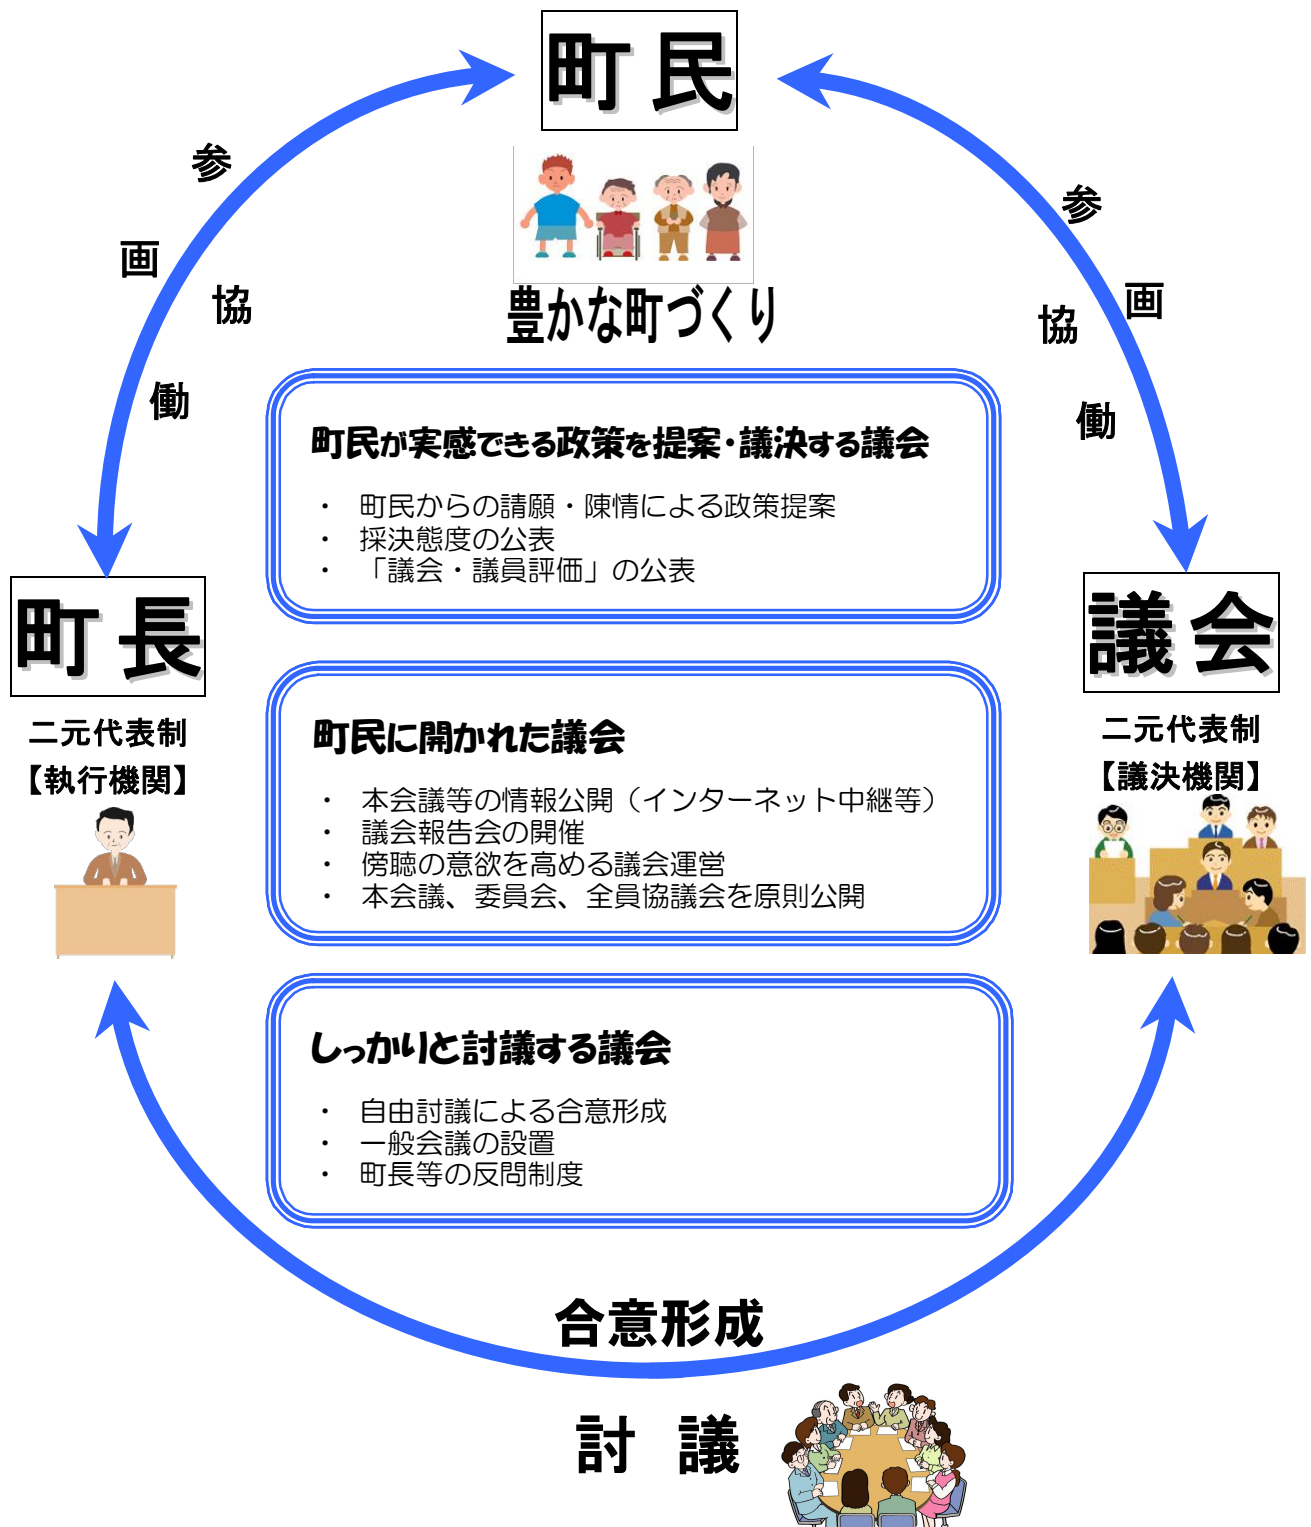 町民
参画
協働
参画
協働
豊かな町づくり
町民が実感できる政策を提案・議決する議会
・ 町民からの請願・陳情による政策提案
・ 採決態度の公表
・ 「議会・議員評価」の公表
町長
二元代表制
【執行機関】
議会
二元代表制
【議決機関】
町民に開かれた議会
・ 本会議等の情報公開（インターネット中継等）
・ 議会報告会の開催
・ 傍聴の意欲を高める議会運営
・ 本会議、委員会、全員協議会を原則公開
しっかりと討議する議会
・ 自由討議による合意形成
・ 一般会議の設置
・ 町長等の反問制度
合意形成
討 議